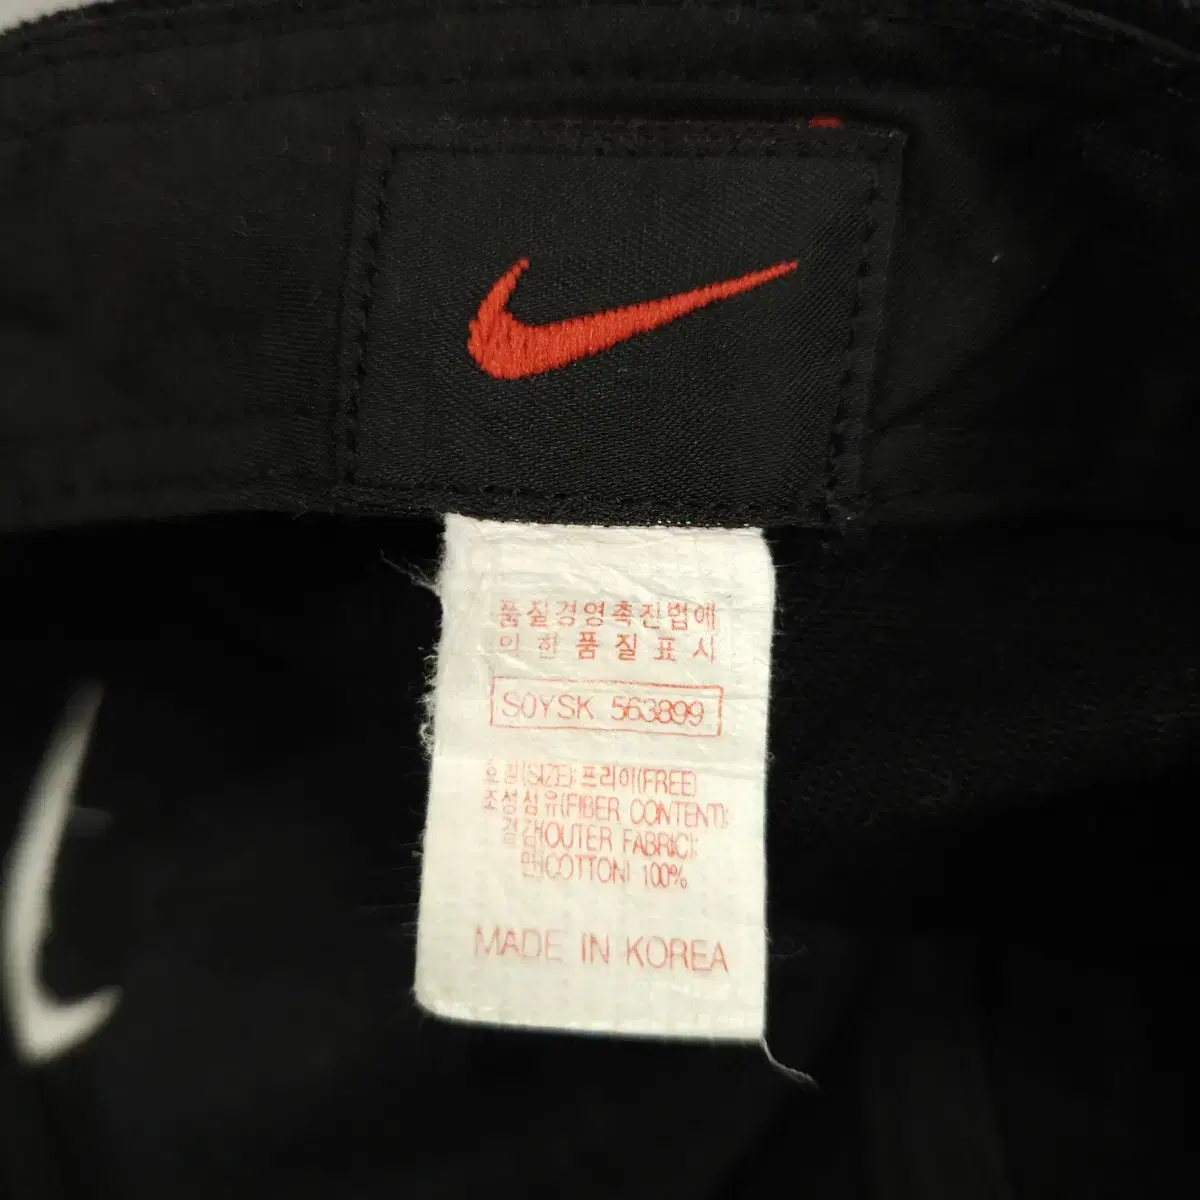 품질경영촉진법에
의한품질표시
SOYSK 563899
호칭(SIZE):프리이(FREE)
조성섬유(FIBER CONTENT):
겉감(OUTER FABRIC):
면(COTTON) 100%
MADE IN KOREA